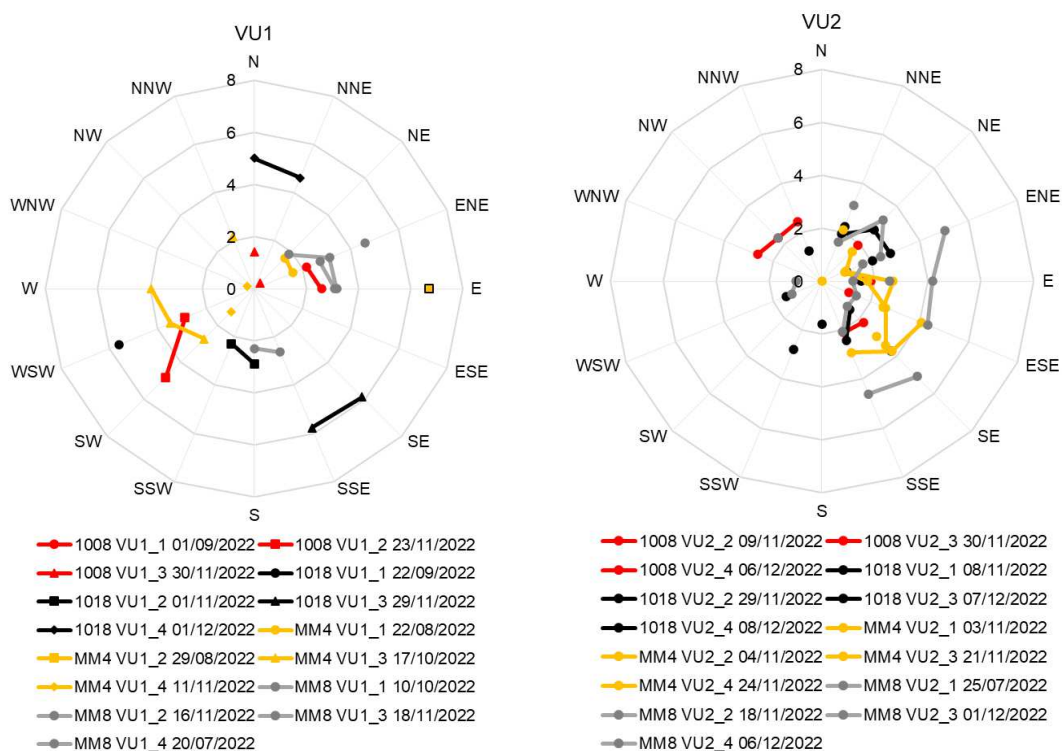 VU1
N
NNE
NE
ENE
E
ESE
SE
SSE
S
SSW
SW
WSW
W
WNW
NW
NNW
8
6
4
2
0
1008 VU1_1 01/09/2022 1008 VU1_2 23/11/2022
1008 VU1_3 30/11/2022 1018 VU1_1 22/09/2022
1018 VU1_2 01/11/2022 1018 VU1_3 29/11/2022
1018 VU1_4 01/12/2022 MM4 VU1_1 22/08/2022
MM4 VU1_2 29/08/2022 MM4 VU1_3 17/10/2022
MM4 VU1_4 11/11/2022 MM8 VU1_1 10/10/2022
MM8 VU1_2 16/11/2022 MM8 VU1_3 18/11/2022
MM8 VU1_4 20/07/2022
VU2
N
NNE
NE
ENE
E
ESE
SE
SSE
S
SSW
SW
WSW
W
WNW
NW
NNW
8
6
4
2
0
1008 VU2_2 09/11/2022 1008 VU2_3 30/11/2022
1008 VU2_4 06/12/2022 1018 VU2_1 08/11/2022
1018 VU2_2 29/11/2022 1018 VU2_3 07/12/2022
1018 VU2_4 08/12/2022 MM4 VU2_1 03/11/2022
MM4 VU2_2 04/11/2022 MM4 VU2_3 21/11/2022
MM4 VU2_4 24/11/2022 MM8 VU2_1 25/07/2022
MM8 VU2_2 18/11/2022 MM8 VU2_3 01/12/2022
MM8 VU2_4 06/12/2022